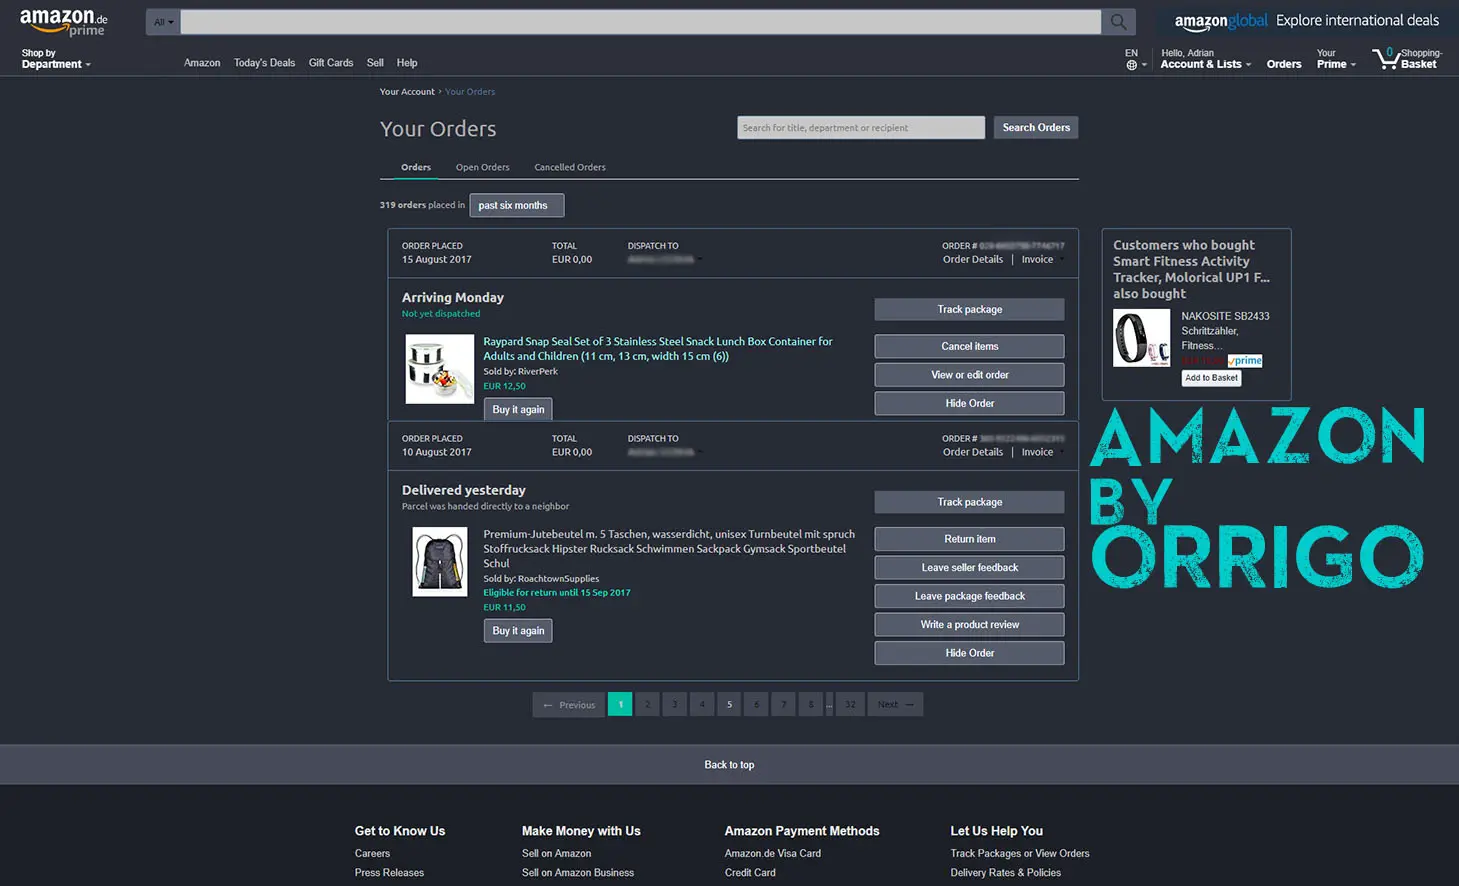 amazon.de
prime
All
amazonglobal Explore international deals
Shop by
Department
Amazon Today's Deals Gift Cards Sell Help
EN
Hello, Adrian
Account & Lists
Orders
Your
Prime
0
Shopping-
Basket
Your Account › Your Orders
Your Orders
Search for title, department or recipient
Search Orders
Orders Open Orders Cancelled Orders
319 orders placed in past six months
ORDER PLACED TOTAL DISPATCH TO ORDER #
15 August 2017 EUR 0,00 Order Details | Invoice
Arriving Monday
Not yet dispatched
Raypard Snap Seal Set of 3 Stainless Steel Snack Lunch Box Container for
Adults and Children (11 cm, 13 cm, width 15 cm (6))
Sold by: RiverPerk
EUR 12,50
Buy it again
Track package
Cancel items
View or edit order
Hide Order
ORDER PLACED TOTAL DISPATCH TO ORDER #
10 August 2017 EUR 0,00 Order Details | Invoice
Delivered yesterday
Parcel was handed directly to a neighbor
Premium-Jutebeutel m. 5 Taschen, wasserdicht, unisex Turnbeutel mit spruch
Stoffrucksack Hipster Rucksack Schwimmen Sackpack Gymsack Sportbeutel
Schul
Sold by: RoachtownSupplies
Eligible for return until 15 Sep 2017
EUR 11,50
Buy it again
Track package
Return item
Leave seller feedback
Leave package feedback
Write a product review
Hide Order
Customers who bought
Smart Fitness Activity
Tracker, Molorical UP1 F...
also bought
NAKOSITE SB2433
Schrittzähler,
Fitness...
prime
Add to Basket
AMAZON
BY
ORRIGO
← Previous 1 2 3 4 5 6 7 8 ... 32 Next →
Back to top
Get to Know Us Make Money with Us Amazon Payment Methods Let Us Help You
Careers Sell on Amazon Amazon.de Visa Card Track Packages or View Orders
Press Releases Sell on Amazon Business Credit Card Delivery Rates & Policies